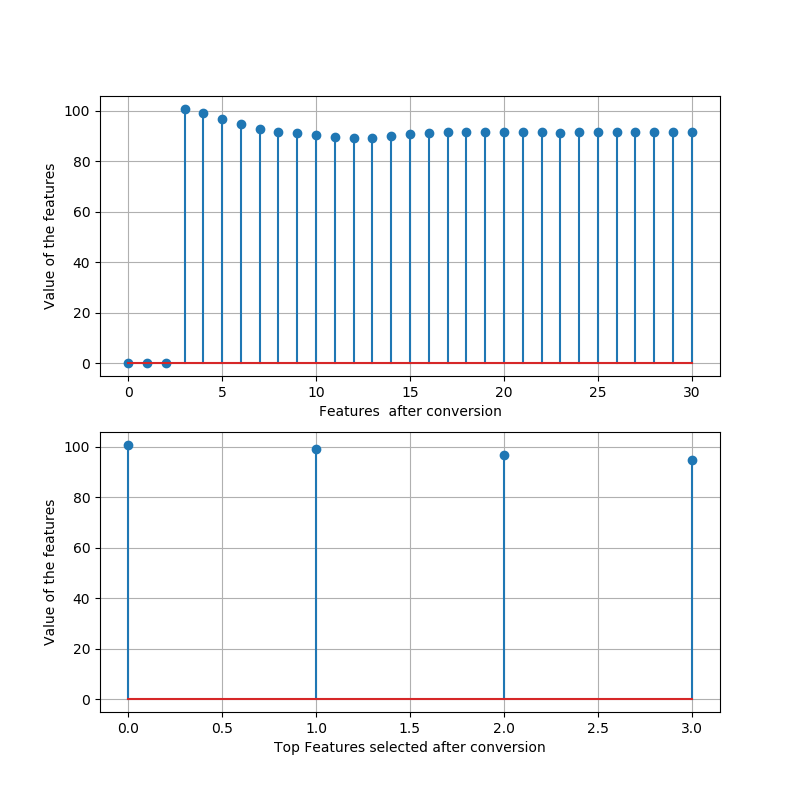 100
80
60
40
20
0
Value of the features
0 5 10 15 20 25 30
Features  after conversion
100
80
60
40
20
0
Value of the features
0.0 0.5 1.0 1.5 2.0 2.5 3.0
Top Features selected after conversion